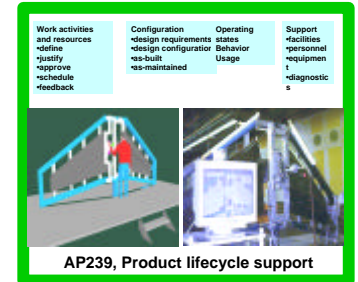 Work activities
and resources
•define
•justify
•approve
•schedule
•feedback
Configuration
•design requirements
•design configuration
•as-built
•as-maintained
Operating
states
Behavior
Usage
Support
•facilities
•personnel
•equipmen
t
•diagnostic
s
AP239, Product lifecycle support